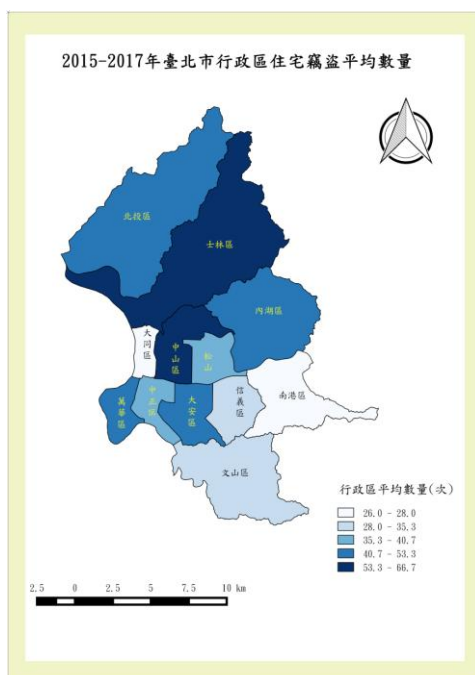 2015-2017年臺北市行政區住宅竊盜平均數量
北投區
士林區
內湖區
大同區
中山區
松山
萬華區
中正區
大安區
信義區
南港區
文山區
行政區平均數量(次)
26.0 - 28.0
28.0 - 35.3
35.3 - 40.7
40.7 - 53.3
53.3 - 66.7
2.5 0 2.5 5 7.5 10 km